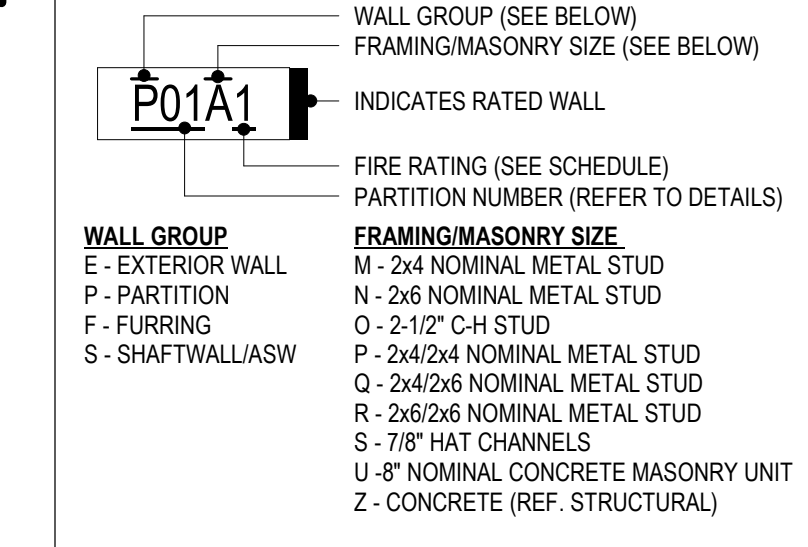 WALL GROUP (SEE BELOW)
FRAMING/MASONRY SIZE (SEE BELOW)
P01A1
INDICATES RATED WALL
FIRE RATING (SEE SCHEDULE)
PARTITION NUMBER (REFER TO DETAILS)
WALL GROUP
E - EXTERIOR WALL
P - PARTITION
F - FURRING
S - SHAFTWALL/ASW
FRAMING/MASONRY SIZE
M - 2x4 NOMINAL METAL STUD
N - 2x6 NOMINAL METAL STUD
O - 2-1/2" C-H STUD
P - 2x4/2x4 NOMINAL METAL STUD
Q - 2x4/2x6 NOMINAL METAL STUD
R - 2x6/2x6 NOMINAL METAL STUD
S - 7/8" HAT CHANNELS
U -8" NOMINAL CONCRETE MASONRY UNIT
Z - CONCRETE (REF. STRUCTURAL)